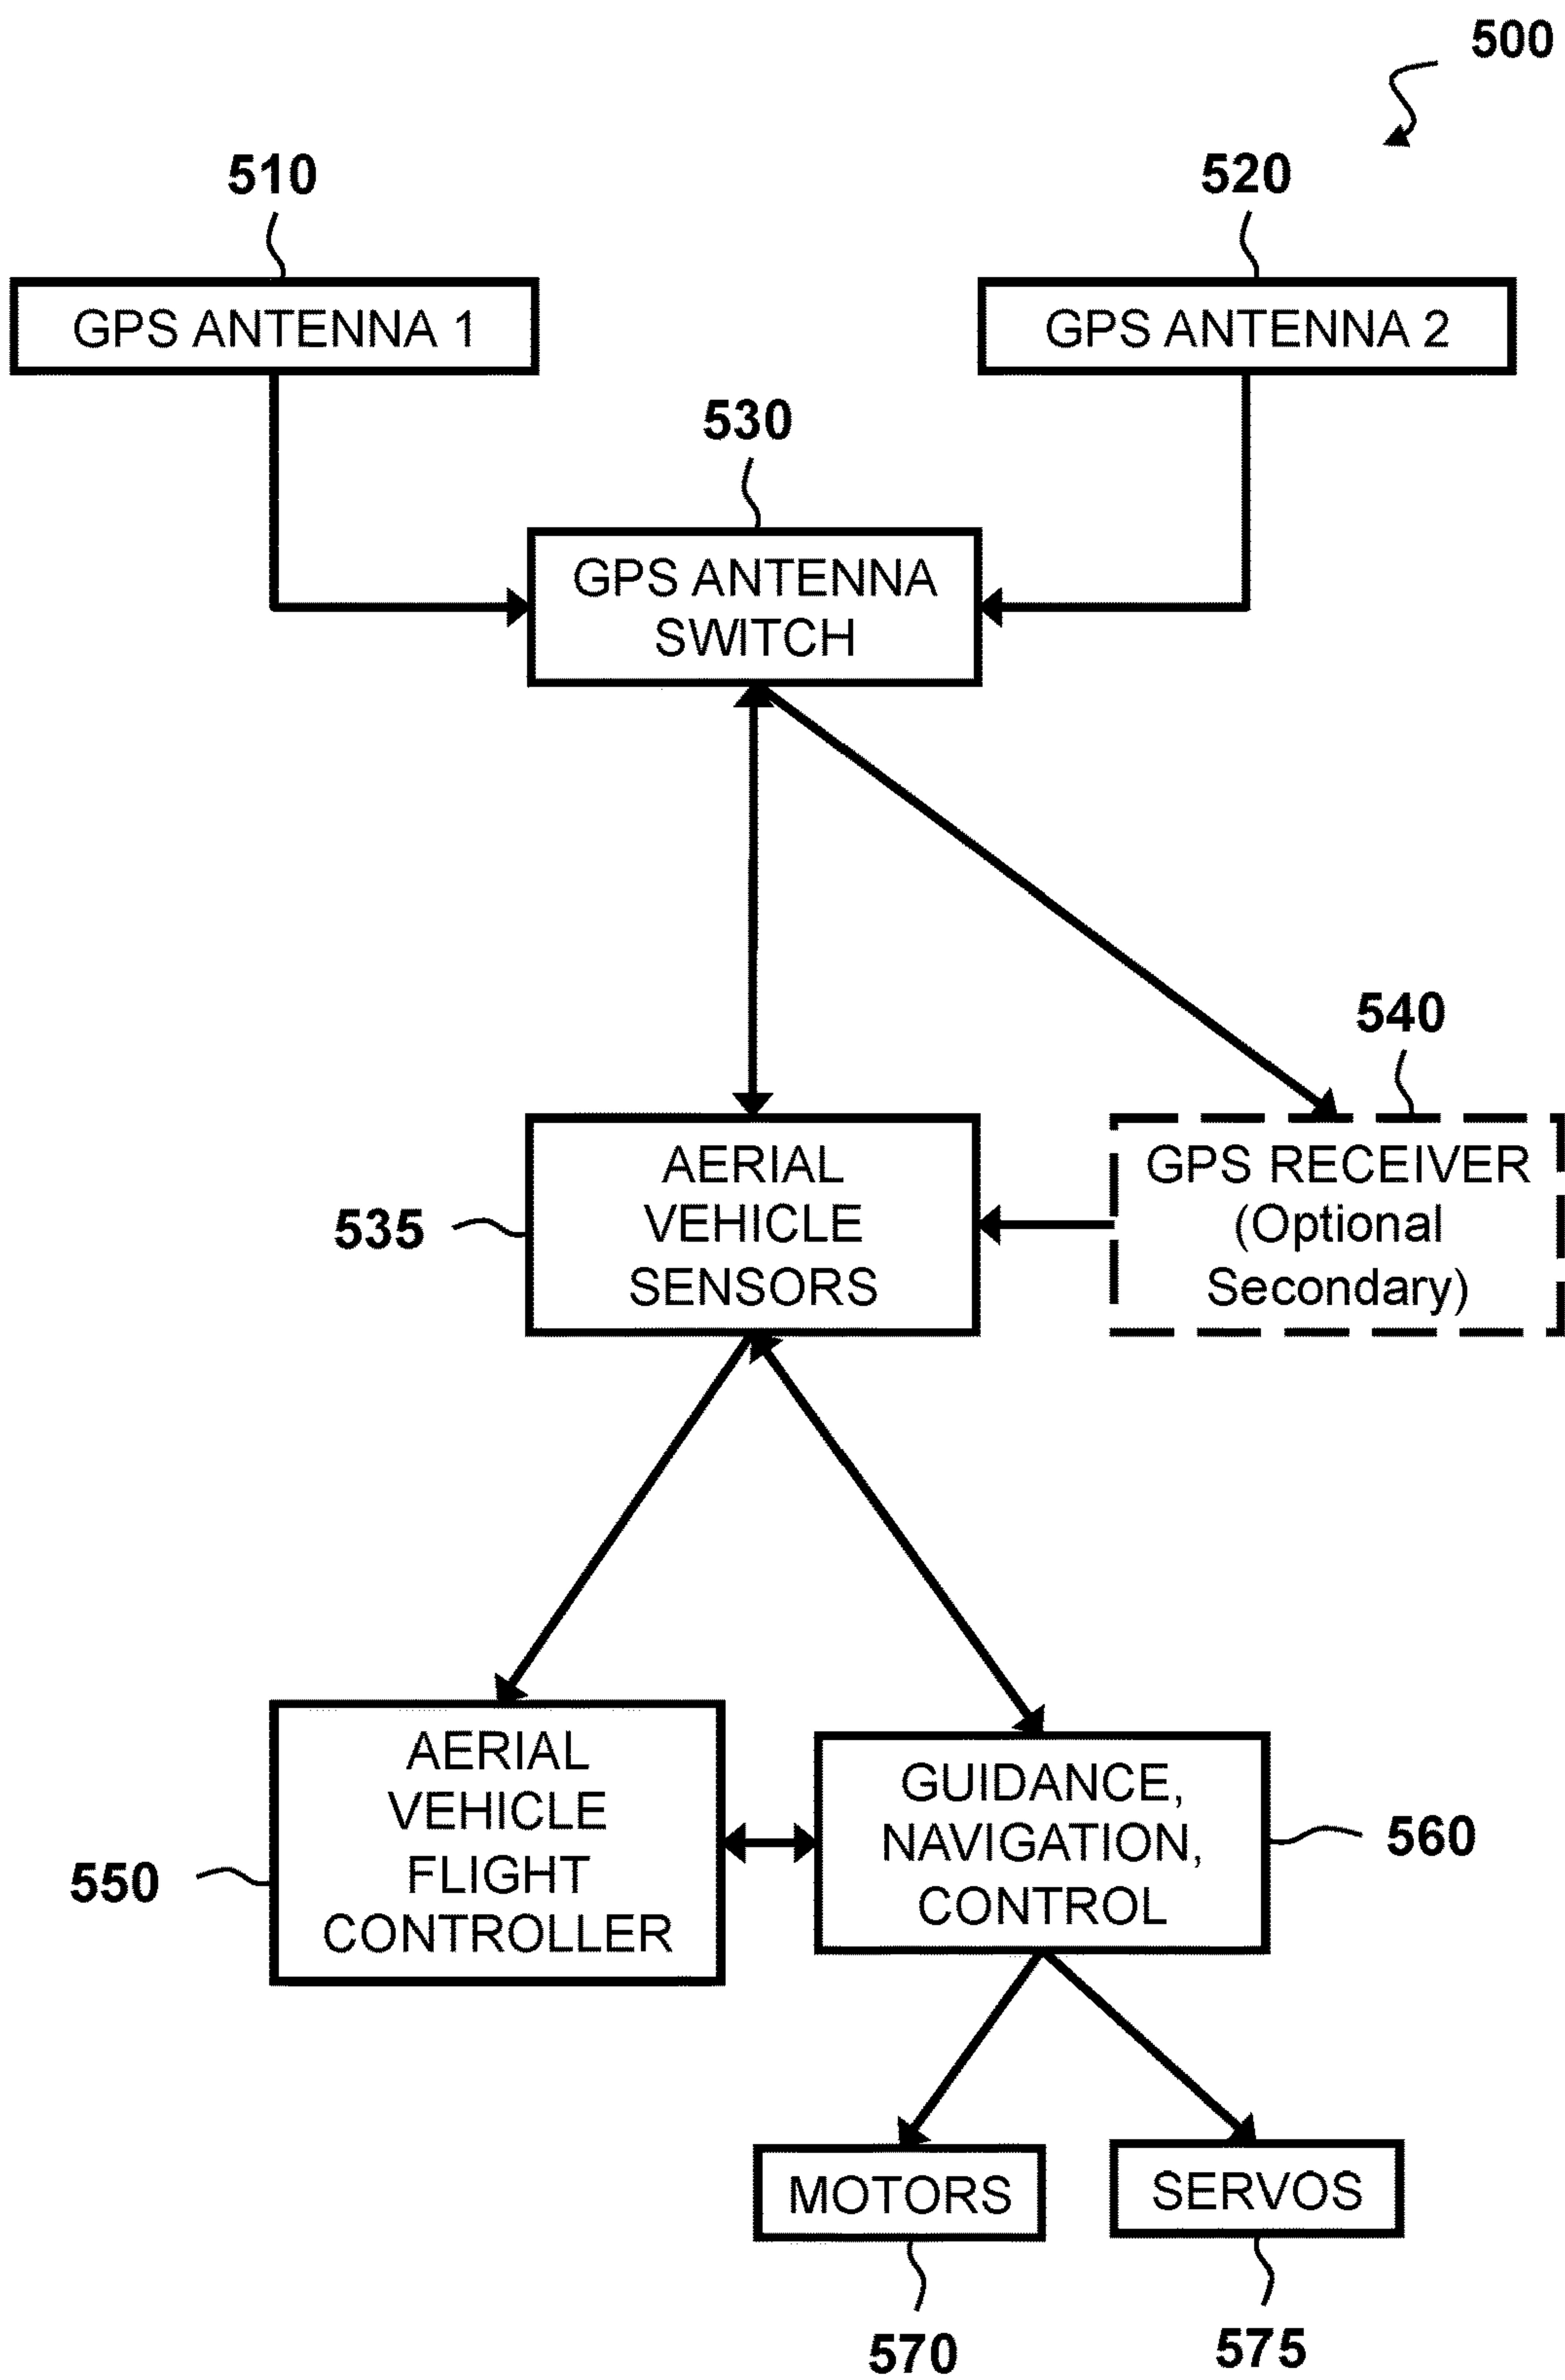 500
510
520
GPS ANTENNA 1
GPS ANTENNA 2
530
GPS ANTENNA
SWITCH
540
AERIAL
VEHICLE
SENSORS
535
GPS RECEIVER
(Optional
Secondary)
AERIAL
VEHICLE
FLIGHT
CONTROLLER
550
GUIDANCE,
NAVIGATION,
CONTROL
560
MOTORS
SERVOS
570
575